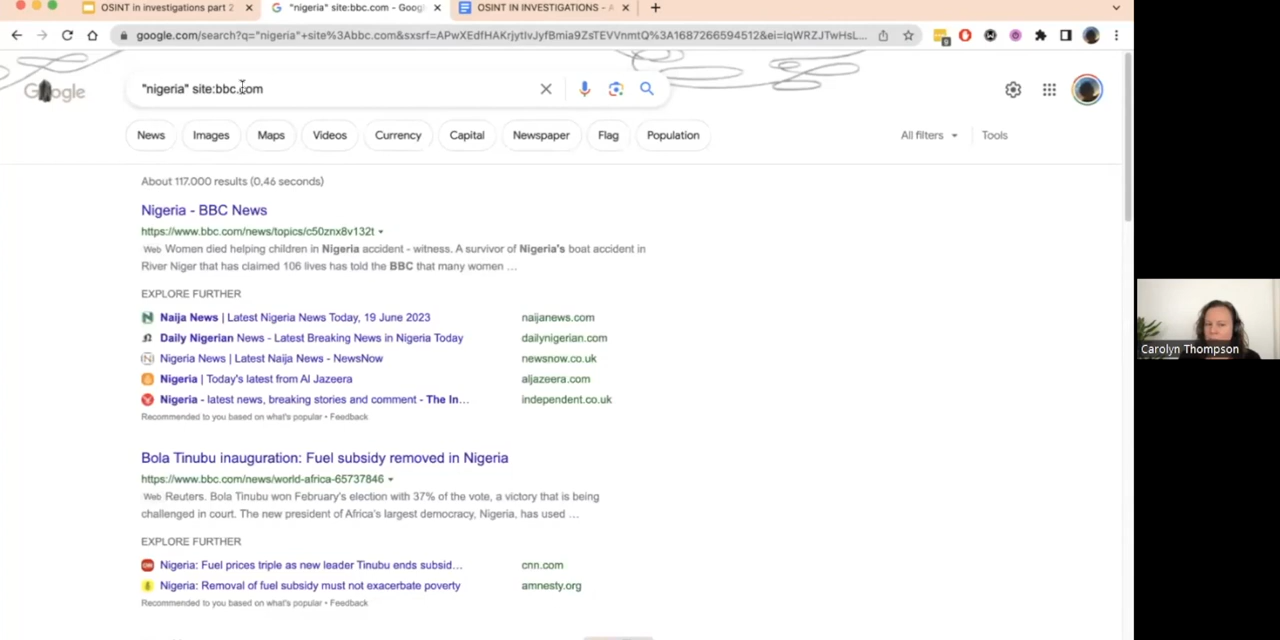 OSINT in investigations part 2
"nigeria" site:bbc.com - Googl
OSINT IN INVESTIGATIONS - A
google.com/search?q="nigeria"+site%3Abbc.com&sxsrf=APwXEdfHAKrjytIvJyfBmia9ZsTEVVnmtQ%3A1687266594512&ei=IqWRZJTwHsL...
9
"nigeria" site:bbc.com
News
Images
Maps
Videos
Currency
Capital
Newspaper
Flag
Population
All filters
Tools
About 117.000 results (0,46 seconds)
Nigeria - BBC News
https://www.bbc.com/news/topics/c50znx8v132t
Web Women died helping children in Nigeria accident - witness. A survivor of Nigeria's boat accident in
River Niger that has claimed 106 lives has told the BBC that many women ...
EXPLORE FURTHER
Naija News | Latest Nigeria News Today, 19 June 2023 naijanews.com
Daily Nigerian News - Latest Breaking News in Nigeria Today dailynigerian.com
Nigeria News | Latest Naija News - NewsNow newsnow.co.uk
Nigeria | Today's latest from Al Jazeera aljazeera.com
Nigeria - latest news, breaking stories and comment - The In... independent.co.uk
Recommended to you based on what's popular • Feedback
Bola Tinubu inauguration: Fuel subsidy removed in Nigeria
https://www.bbc.com/news/world-africa-65737846
Web Reuters. Bola Tinubu won February's election with 37% of the vote, a victory that is being
challenged in court. The new president of Africa's largest democracy, Nigeria, has used ...
EXPLORE FURTHER
Nigeria: Fuel prices triple as new leader Tinubu ends subsid... cnn.com
Nigeria: Removal of fuel subsidy must not exacerbate poverty amnesty.org
Recommended to you based on what's popular • Feedback
Carolyn Thompson